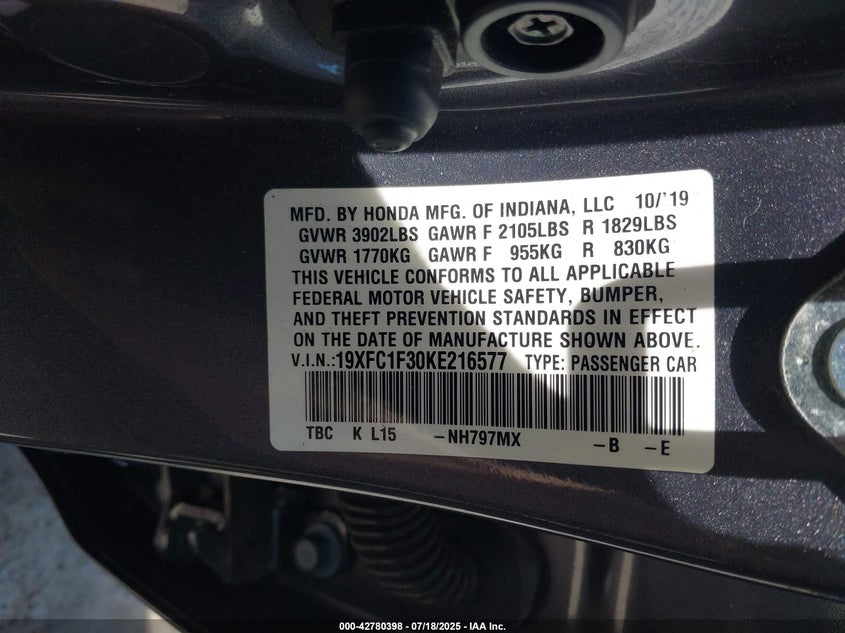 MFD. BY HONDA MFG. OF INDIANA, LLC 10/'19
GVWR 3902LBS GAWR F 2105LBS R 1829LBS
GVWR 1770KG GAWR F 955KG R 830KG
THIS VEHICLE CONFORMS TO ALL APPLICABLE
FEDERAL MOTOR VEHICLE SAFETY, BUMPER,
AND THEFT PREVENTION STANDARDS IN EFFECT
ON THE DATE OF MANUFACTURE SHOWN ABOVE.
V.I.N.:19XFC1F30KE216577 TYPE: PASSENGER CAR
TBC K L15 -NH797MX -B -E
000-42780398 - 07/18/2025 - IAA Inc.